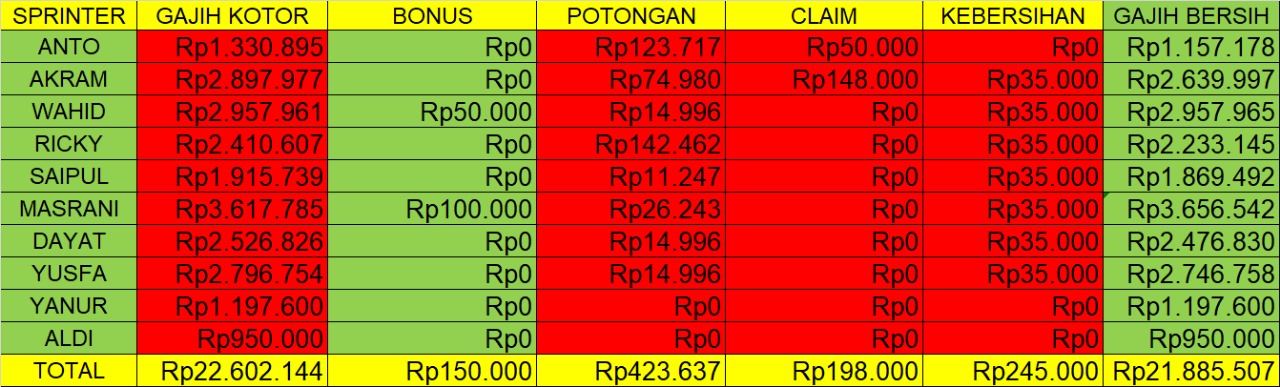 SPRINTER GAJIH KOTOR BONUS POTONGAN CLAIM KEBERSIHAN GAJIH BERSIH
ANTO Rp1.330.895 Rp0 Rp123.717 Rp50.000 Rp0 Rp1.157.178
AKRAM Rp2.897.977 Rp0 Rp74.980 Rp148.000 Rp35.000 Rp2.639.997
WAHID Rp2.957.961 Rp50.000 Rp14.996 Rp0 Rp35.000 Rp2.957.965
RICKY Rp2.410.607 Rp0 Rp142.462 Rp0 Rp35.000 Rp2.233.145
SAIPUL Rp1.915.739 Rp0 Rp11.247 Rp0 Rp35.000 Rp1.869.492
MASRANI Rp3.617.785 Rp100.000 Rp26.243 Rp0 Rp35.000 Rp3.656.542
DAYAT Rp2.526.826 Rp0 Rp14.996 Rp0 Rp35.000 Rp2.476.830
YUSFA Rp2.796.754 Rp0 Rp14.996 Rp0 Rp35.000 Rp2.746.758
YANUR Rp1.197.600 Rp0 Rp0 Rp0 Rp0 Rp1.197.600
ALDI Rp950.000 Rp0 Rp0 Rp0 Rp0 Rp950.000
TOTAL Rp22.602.144 Rp150.000 Rp423.637 Rp198.000 Rp245.000 Rp21.885.507